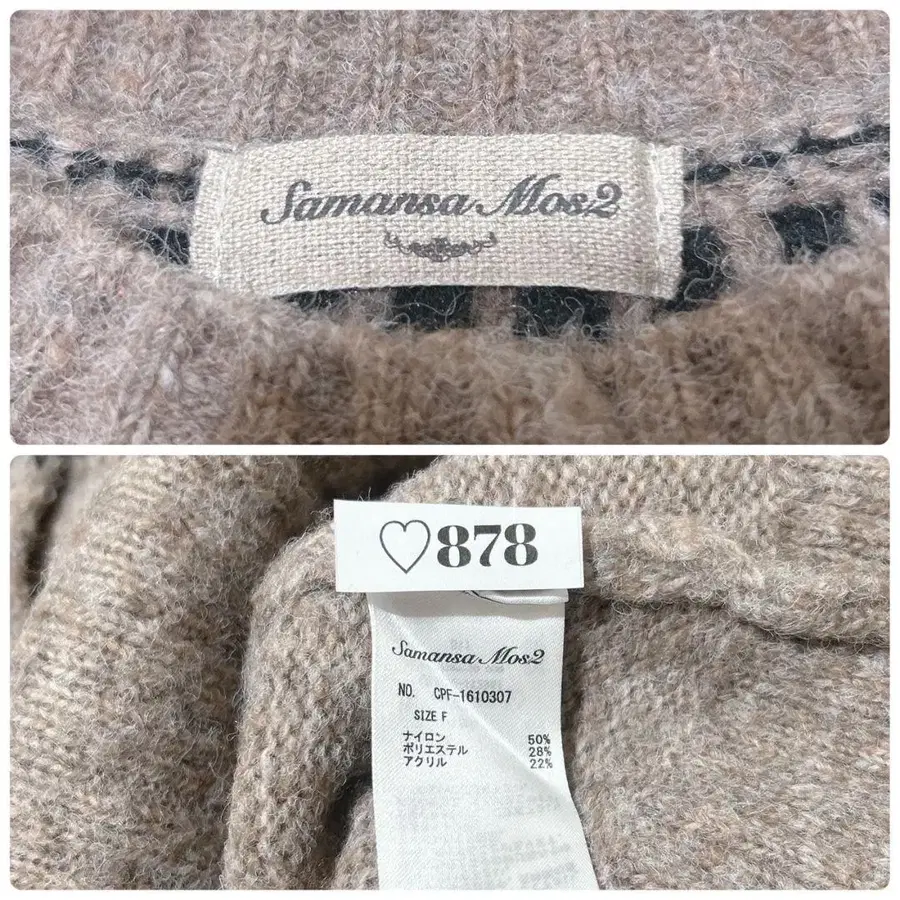 Samansa Mos2
♡878
Samansa Mos2
NO. CPF-1610307
SIZE F
ナイロン 50%
ポリエステル 28%
アクリル 22%